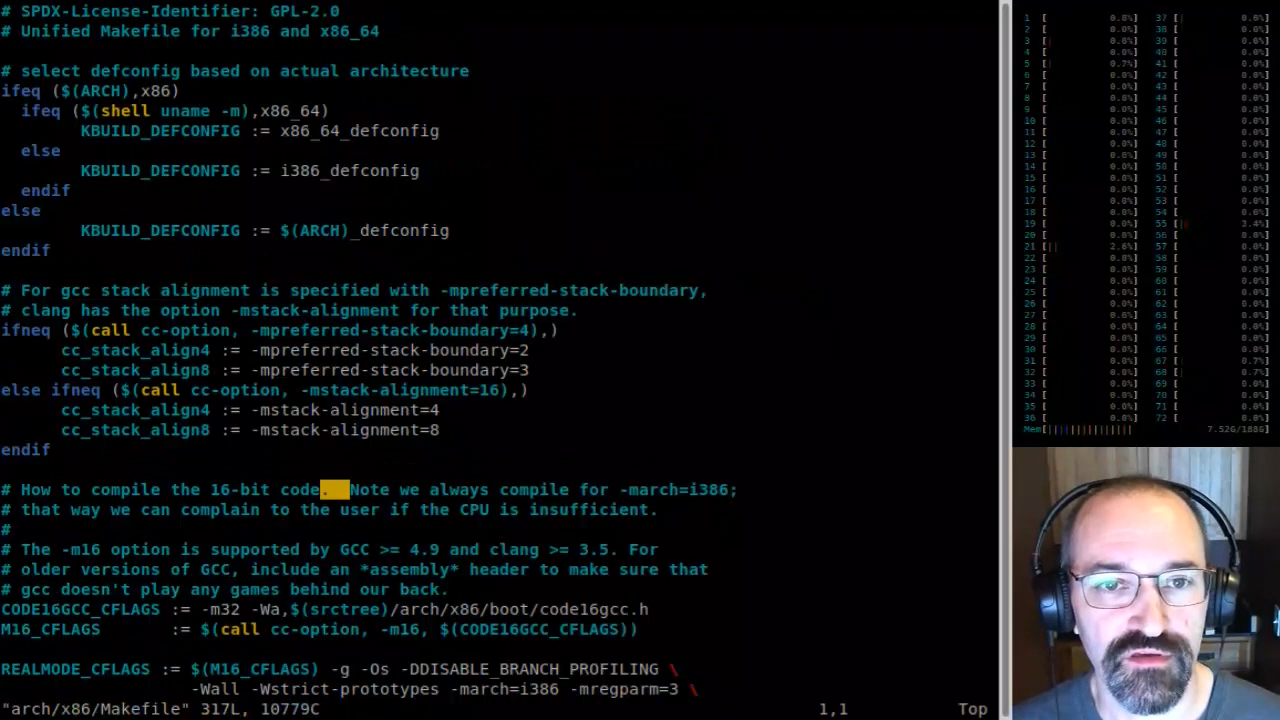 # SPDX-License-Identifier: GPL-2.0
# Unified Makefile for i386 and x86_64
# select defconfig based on actual architecture
ifeq ($(ARCH),x86)
  ifeq ($(shell uname -m),x86_64)
        KBUILD_DEFCONFIG := x86_64_defconfig
  else
        KBUILD_DEFCONFIG := i386_defconfig
  endif
else
        KBUILD_DEFCONFIG := $(ARCH)_defconfig
endif
# For gcc stack alignment is specified with -mpreferred-stack-boundary,
# clang has the option -mstack-alignment for that purpose.
ifneq ($(call cc-option, -mpreferred-stack-boundary=4),)
      cc_stack_align4 := -mpreferred-stack-boundary=2
      cc_stack_align8 := -mpreferred-stack-boundary=3
else ifneq ($(call cc-option, -mstack-alignment=16),)
      cc_stack_align4 := -mstack-alignment=4
      cc_stack_align8 := -mstack-alignment=8
endif
# How to compile the 16-bit code.  Note we always compile for -march=i386;
# that way we can complain to the user if the CPU is insufficient.
#
# The -m16 option is supported by GCC >= 4.9 and clang >= 3.5. For
# older versions of GCC, include an *assembly* header to make sure that
# gcc doesn't play any games behind our back.
CODE16GCC_CFLAGS := -m32 -Wa,$(srctree)/arch/x86/boot/code16gcc.h
M16_CFLAGS       := $(call cc-option, -m16, $(CODE16GCC_CFLAGS))
REALMODE_CFLAGS := $(M16_CFLAGS) -g -Os -DDISABLE_BRANCH_PROFILING \
                   -Wall -Wstrict-prototypes -march=i386 -mregparm=3 \
"arch/x86/Makefile" 317L, 10779C 1,1 Top
Mem 7.52G/188G